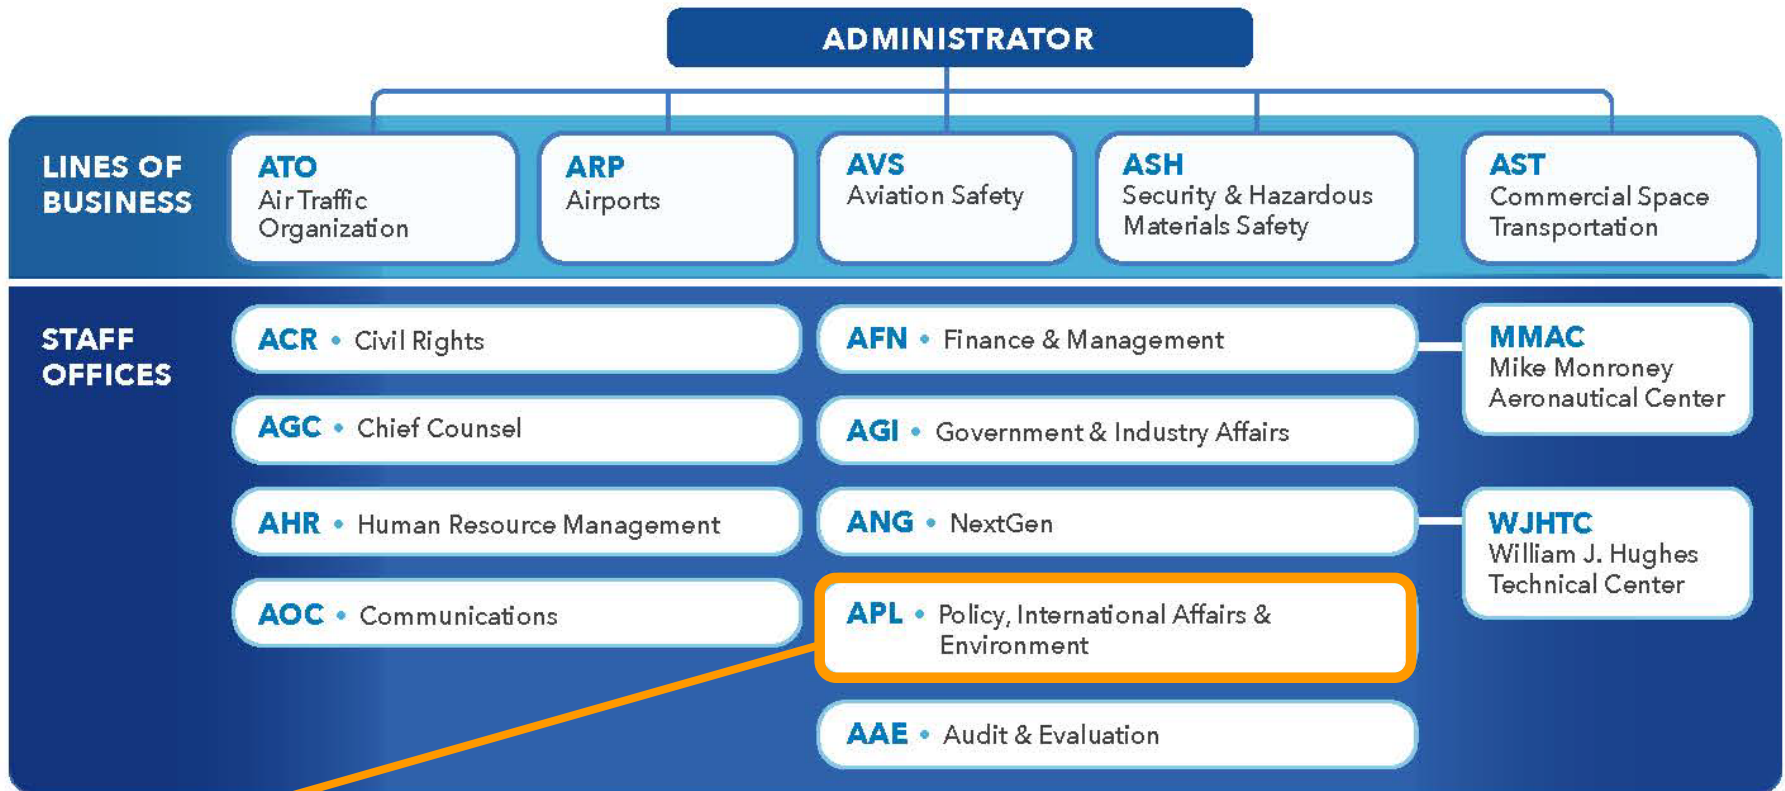 ADMINISTRATOR
LINES OF
BUSINESS
ATO
Air Traffic
Organization
ARP
Airports
AVS
Aviation Safety
ASH
Security & Hazardous
Materials Safety
AST
Commercial Space
Transportation
STAFF
OFFICES
ACR • Civil Rights
AGC • Chief Counsel
AHR • Human Resource Management
AOC • Communications
AFN • Finance & Management
AGI • Government & Industry Affairs
ANG • NextGen
APL • Policy, International Affairs &
Environment
AAE • Audit & Evaluation
MMAC
Mike Monroney
Aeronautical Center
WJHTC
William J. Hughes
Technical Center